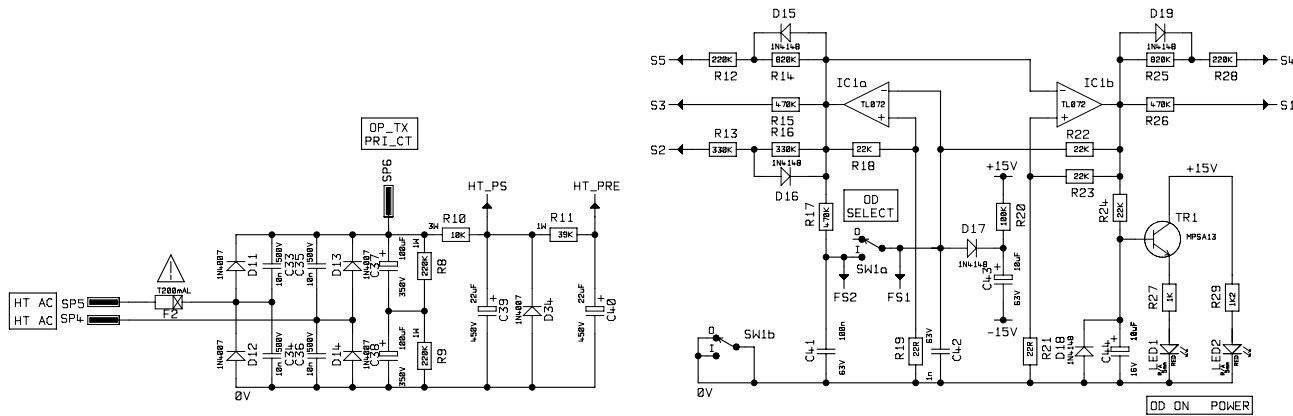 OP_TX
PRI_CT
SP6
HT_PS
HT_PRE
R10
3W
10K
R11
1W
39K
D11
1N4007
10n
500V
C33
C35
10n
500V
D13
1N4007
C37
100uF
350V
1W
220K
R8
T200mAL
F2
HT AC
SP5
HT AC
SP4
22uF
450V
C39
1N4007
D34
22uF
450V
C40
D12
1N4007
10n
500V
C34
C36
10n
500V
D14
1N4007
C38
100uF
350V
1W
220K
R9
0V
D15
1N4148
S5
220K
R12
820K
R14
S3
470K
R15
IC1a
TL072
S2
R13
330K
R16
330K
1N4148
D16
22K
R18
R17
470K
OD
SELECT
0
I
SW1a
FS2
FS1
D17
1N4148
+15V
100K
R20
C43
10uF
63V
-15V
C41
100n
63V
R19
22R
63V
1n
C42
SW1b
0
I
0V
D19
1N4148
820K
R25
220K
R28
S4
IC1b
TL072
470K
R26
S1
R22
22K
22K
R23
R24
22K
+15V
TR1
MPSA13
R27
1K
R29
1K2
R21
22R
D18
1N4148
C44
10uF
16V
LED1
R/A
5mm
RED
LED2
R/A
5mm
RED
OD ON POWER